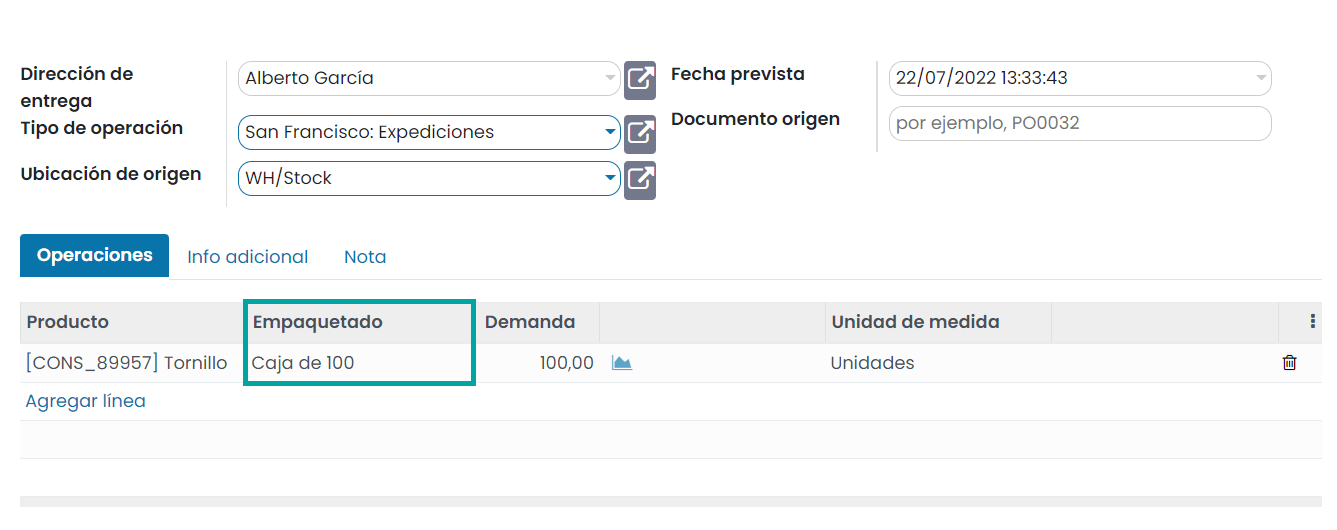 Dirección de
entrega
Alberto García
Fecha prevista
22/07/2022 13:33:43
Tipo de operación
San Francisco: Expediciones
Documento origen
por ejemplo, PO0032
Ubicación de origen
WH/Stock
Operaciones Info adicional Nota
Producto Empaquetado Demanda Unidad de medida
[CONS_89957] Tornillo Caja de 100 100,00 Unidades
Agregar línea